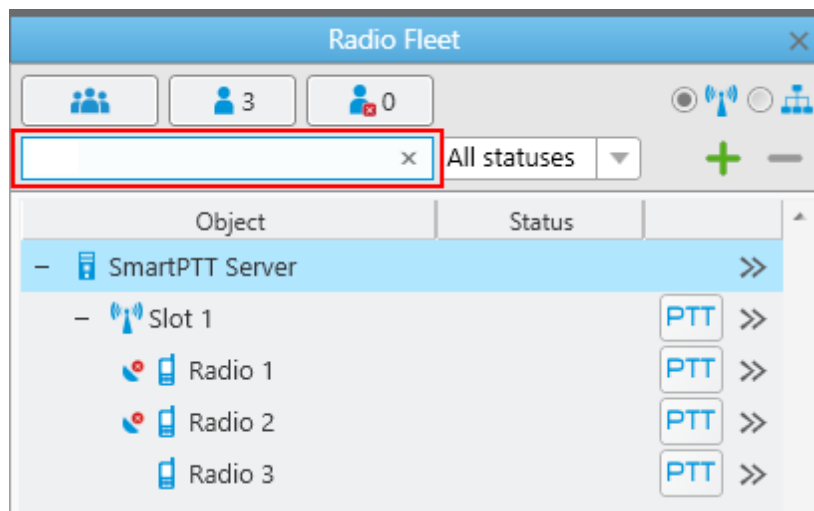 Radio Fleet
3 0
All statuses
Object Status
SmartPTT Server
Slot 1 PTT
Radio 1 PTT
Radio 2 PTT
Radio 3 PTT